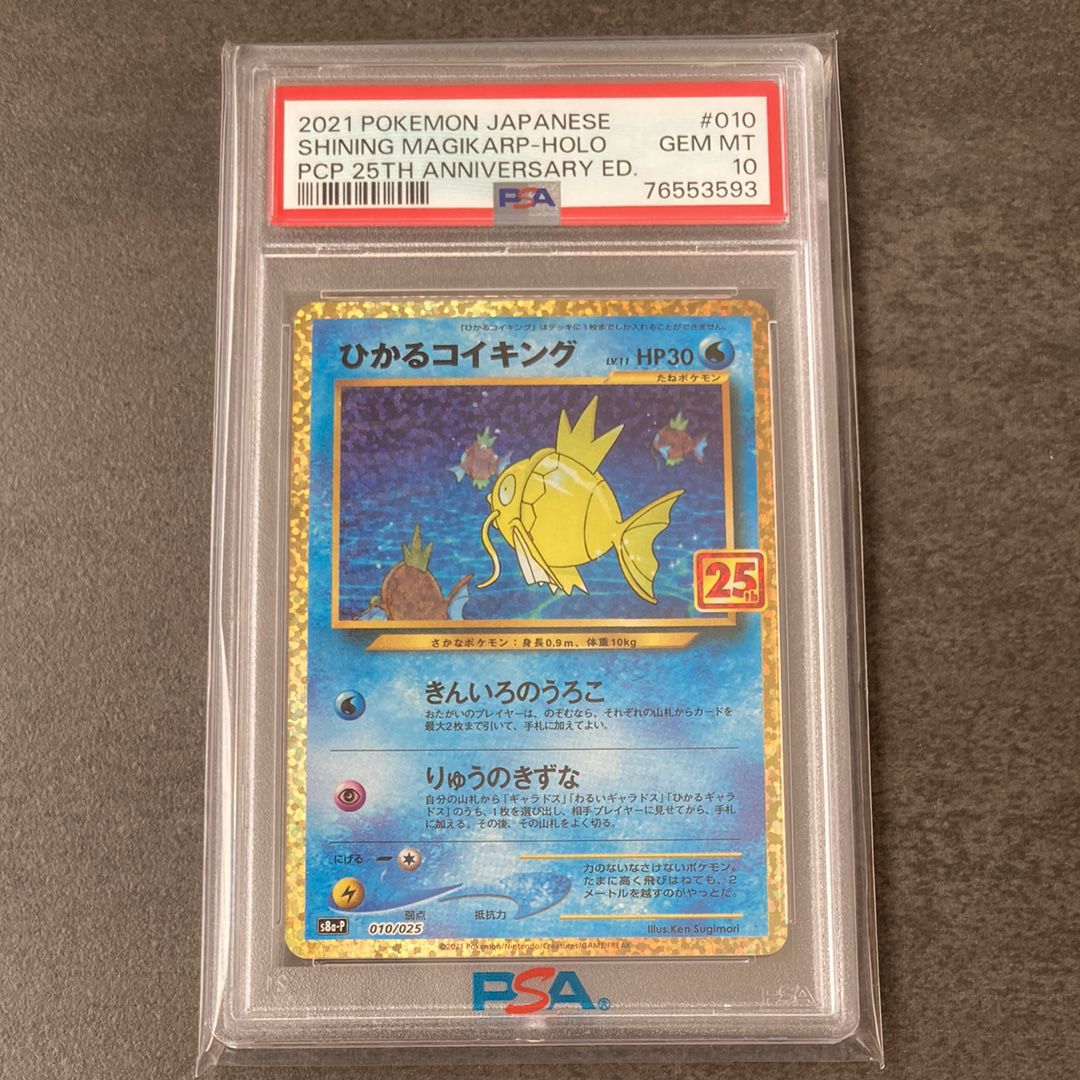 2021 POKEMON JAPANESE #010
SHINING MAGIKARP-HOLO GEM MT
PCP 25TH ANNIVERSARY ED. 10
PSA 76553593
「ひかるコイキング」はデッキに1枚までしか入れることができません。
ひかるコイキング LV.11 HP30
たねポケモン
25th
さかなポケモン：身長0.9m、体重10kg
きんいろのうろこ
おたがいのプレイヤーは、のぞむなら、それぞれの山札からカードを
最大2枚まで引いて、手札に加えてよい。
りゅうのきずな
自分の山札から「ギャラドス」「わるいギャラドス」「ひかるギャラ
ドス」のうち、1枚を選び出し、相手プレイヤーに見せてから、手札
に加える。その後、その山札をよく切る。
にげる
力のないなさけないポケモン。
たまに高く飛びはねても、2
メートルを越すのがやっとだ。
弱点 抵抗力
s8a-P 010/025 Illus.Ken Sugimori
©2021 Pokémon/Nintendo/Creatures/GAME FREAK.
PSA®
PSA